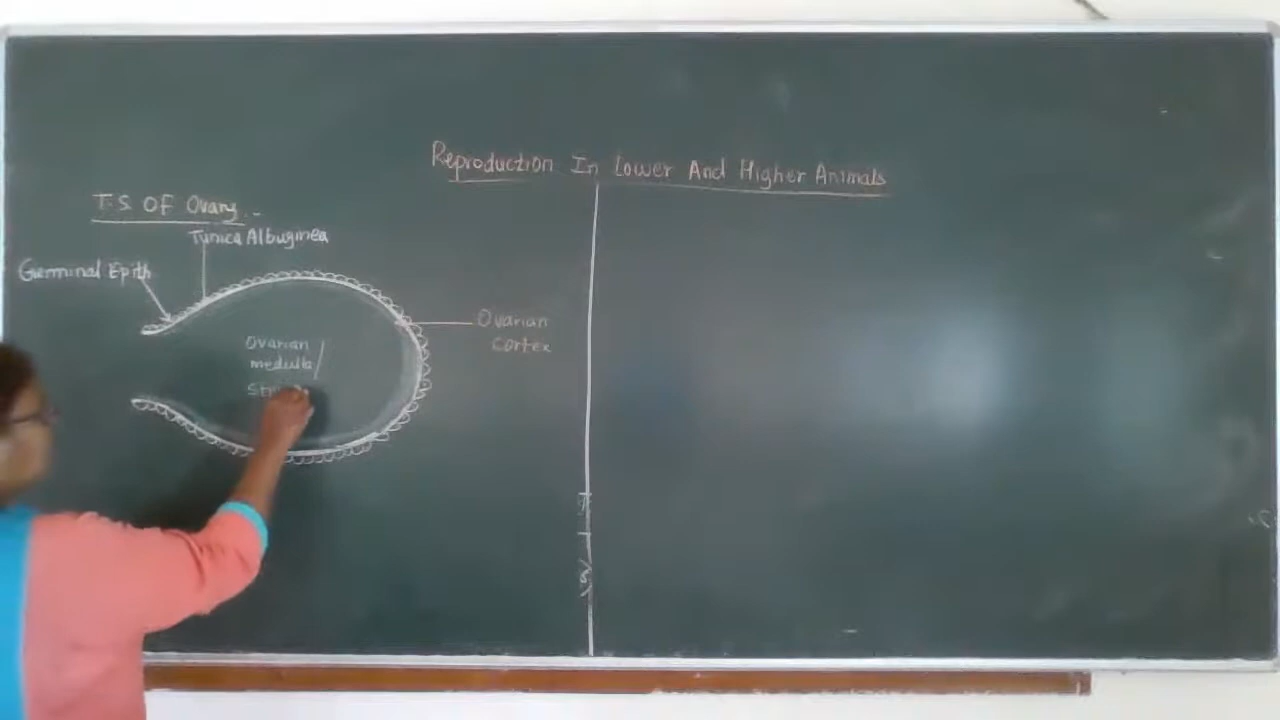 Reproduction In Lower And Higher Animals
T.S. OF Ovary..
Tunica Albuginea
Germinal Epith
Ovarian
cortex
Ovarian
medulla/